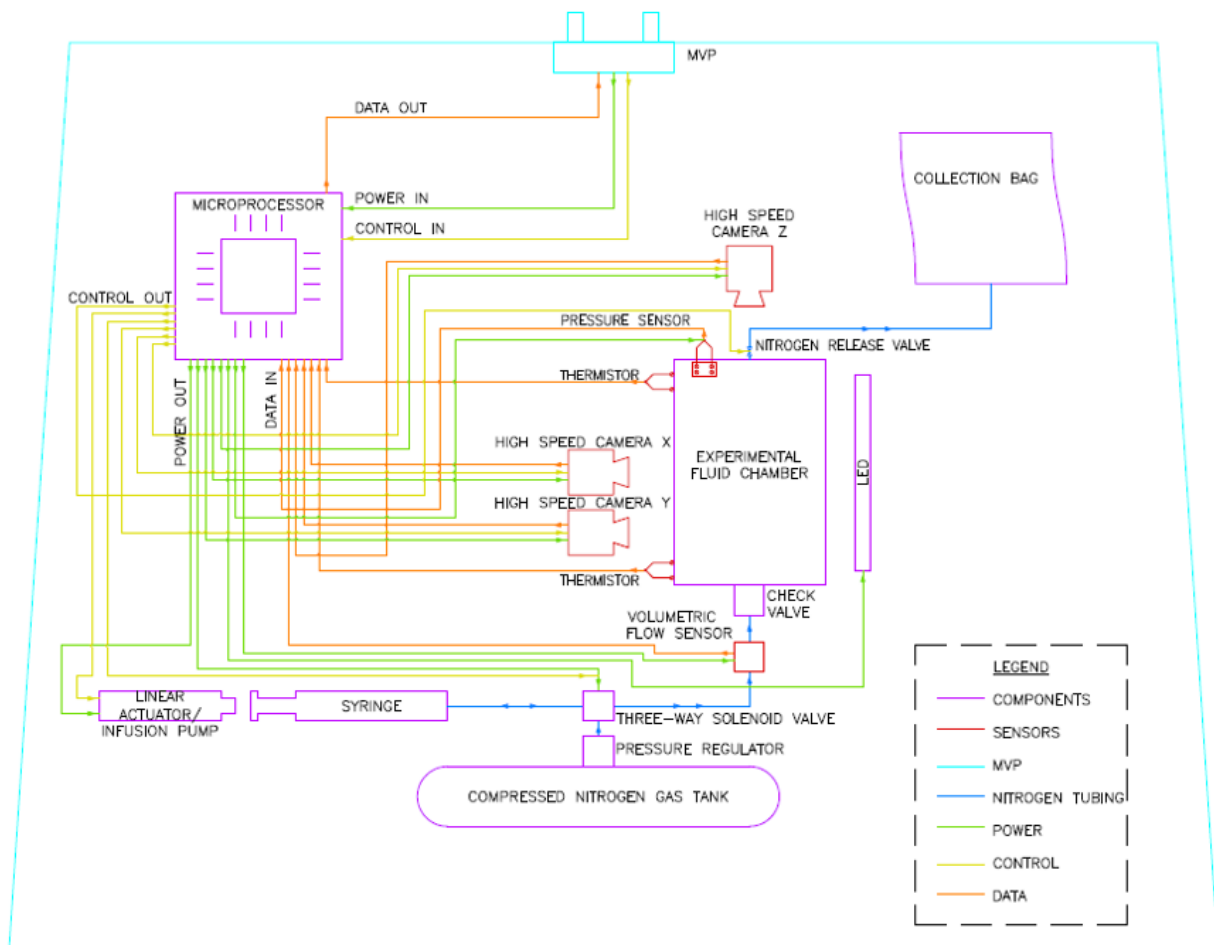 MVP
DATA OUT
COLLECTION BAG
MICROPROCESSOR
POWER IN
CONTROL IN
HIGH SPEED
CAMERA Z
CONTROL OUT
PRESSURE SENSOR
NITROGEN RELEASE VALVE
THERMISTOR
POWER OUT
DATA IN
HIGH SPEED CAMERA X
EXPERIMENTAL
FLUID CHAMBER
LED
HIGH SPEED CAMERA Y
THERMISTOR
CHECK
VALVE
VOLUMETRIC
FLOW SENSOR
LINEAR
ACTUATOR/
INFUSION PUMP
SYRINGE
THREE-WAY SOLENOID VALVE
PRESSURE REGULATOR
COMPRESSED NITROGEN GAS TANK
LEGEND
COMPONENTS
SENSORS
MVP
NITROGEN TUBING
POWER
CONTROL
DATA